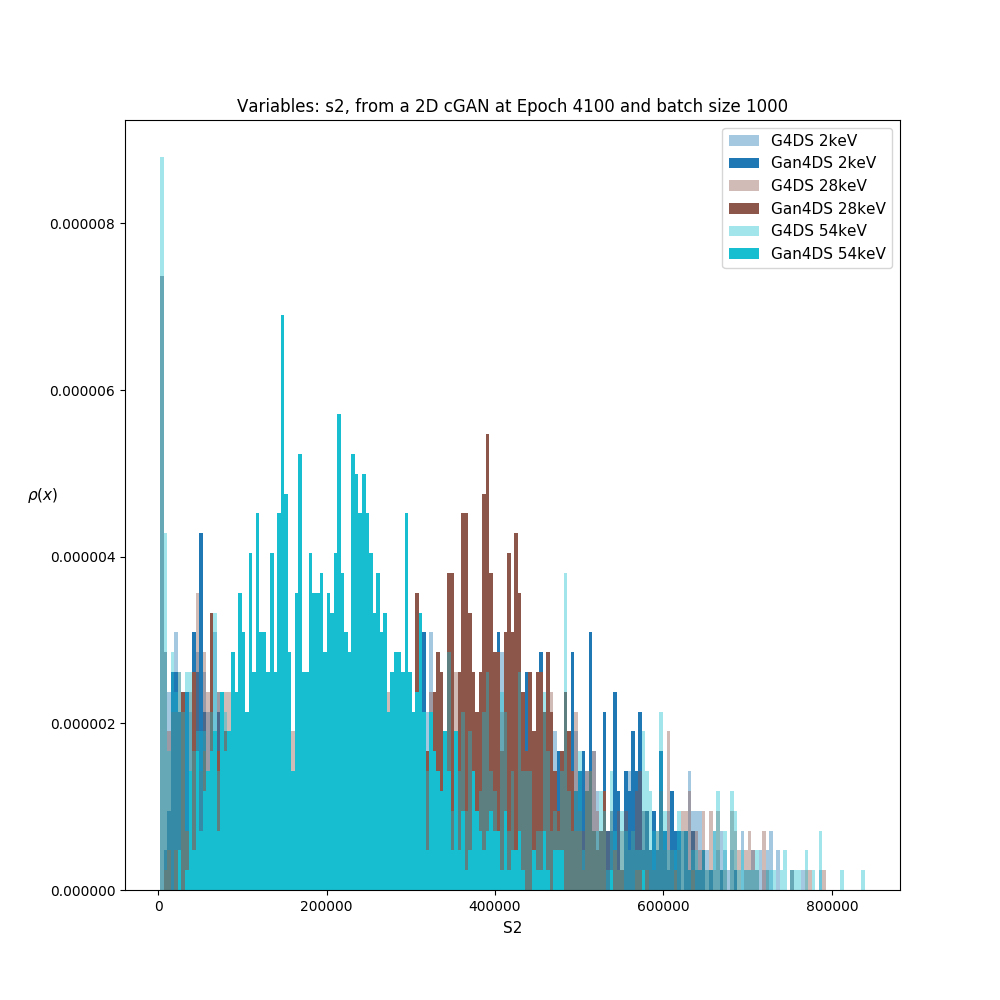 Variables: s2, from a 2D cGAN at Epoch 4100 and batch size 1000
G4DS 2keV
Gan4DS 2keV
G4DS 28keV
Gan4DS 28keV
G4DS 54keV
Gan4DS 54keV
0.000008
0.000006
ρ(x)
0.000004
0.000002
0.000000
0 200000 400000 600000 800000
S2